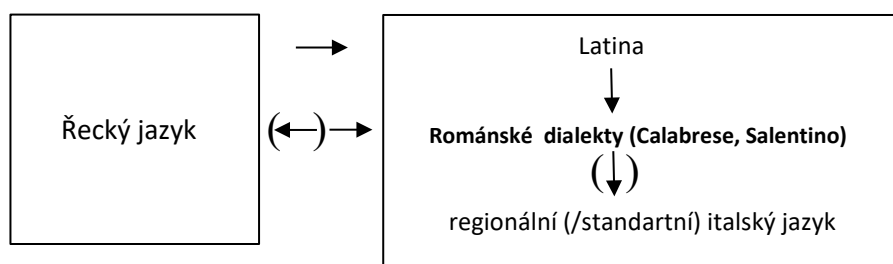 Latina
Řecký jazyk
Románské dialekty (Calabrese, Salentino)
regionální (/standartní) italský jazyk